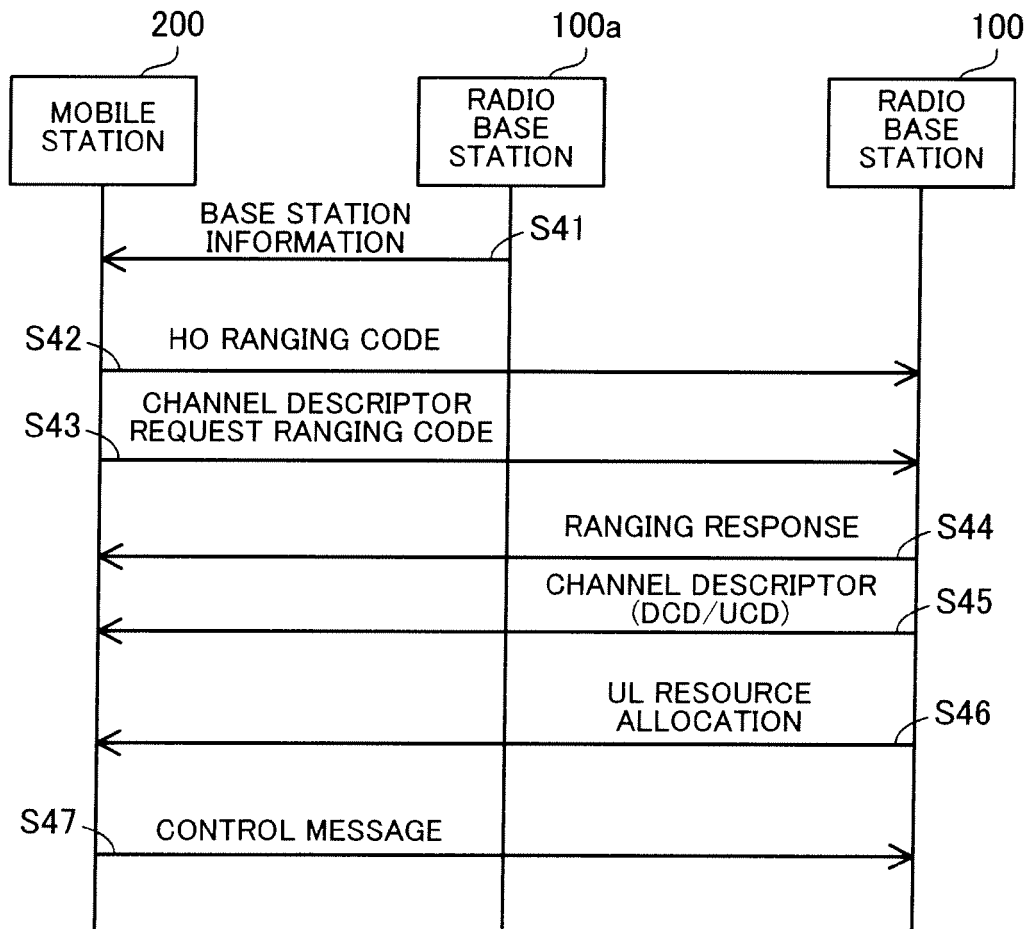 200
100a
100
MOBILE
STATION
RADIO
BASE
STATION
RADIO
BASE
STATION
BASE STATION
INFORMATION
S41
S42
HO RANGING CODE
S43
CHANNEL DESCRIPTOR
REQUEST RANGING CODE
RANGING RESPONSE
S44
CHANNEL DESCRIPTOR
(DCD/UCD)
S45
UL RESOURCE
ALLOCATION
S46
S47
CONTROL MESSAGE